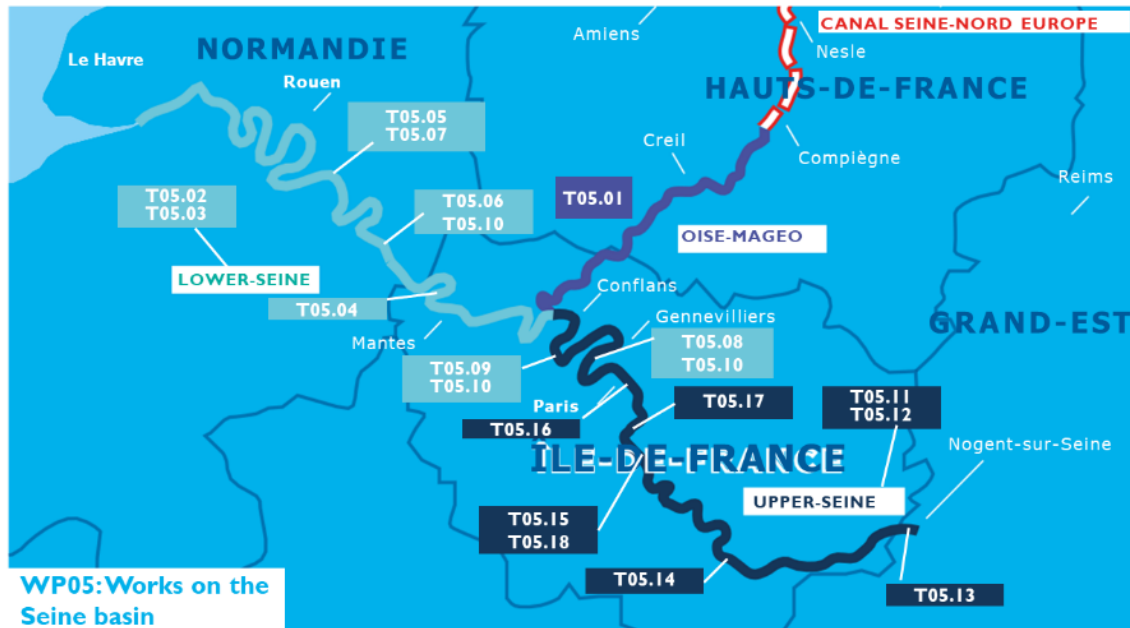 CANAL SEINE-NORD EUROPE
Amiens
NORMANDIE
Nesle
Le Havre
Rouen
HAUTS-DE-FRANCE
T05.05
T05.07
Creil
Compiègne
Reims
T05.02
T05.03
T05.06
T05.10
T05.01
OISE-MAGEO
LOWER-SEINE
Conflans
T05.04
Gennevilliers
GRAND-EST
Mantes
T05.08
T05.10
T05.09
T05.10
Paris
T05.17
T05.11
T05.12
T05.16
Nogent-sur-Seine
ÎLE-DE-FRANCE
UPPER-SEINE
T05.15
T05.18
T05.14
T05.13
WP05: Works on the
Seine basin